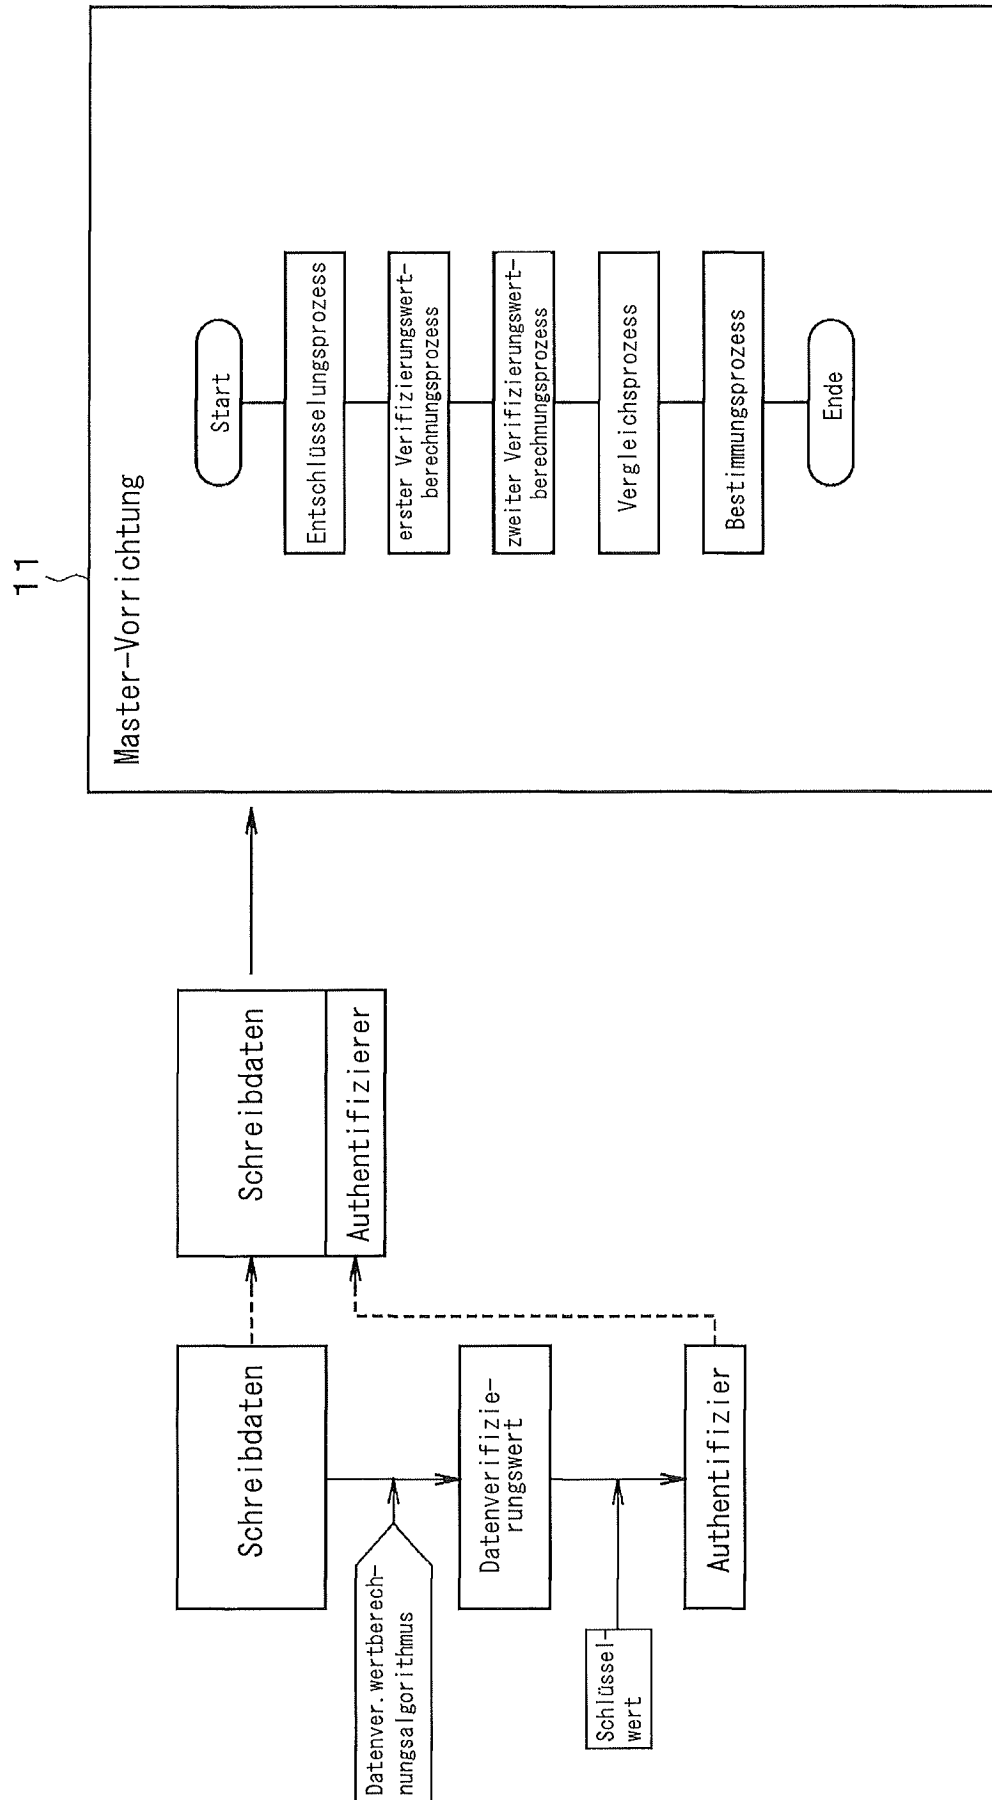 11
Master-Vorrichtung
Start
Entschlüsselungsprozess
erster Verifizierungswert-
berechnungsprozess
zweiter Verifizierungswert-
berechnungsprozess
Vergleichsprozess
Bestimmungsprozess
Ende
Schreibdaten
Authentifizierer
Schreibdaten
Datenver.wertberech-
nungsalgorithmus
Datenverifizie-
rungswert
Schlüssel-
wert
Authentifizier